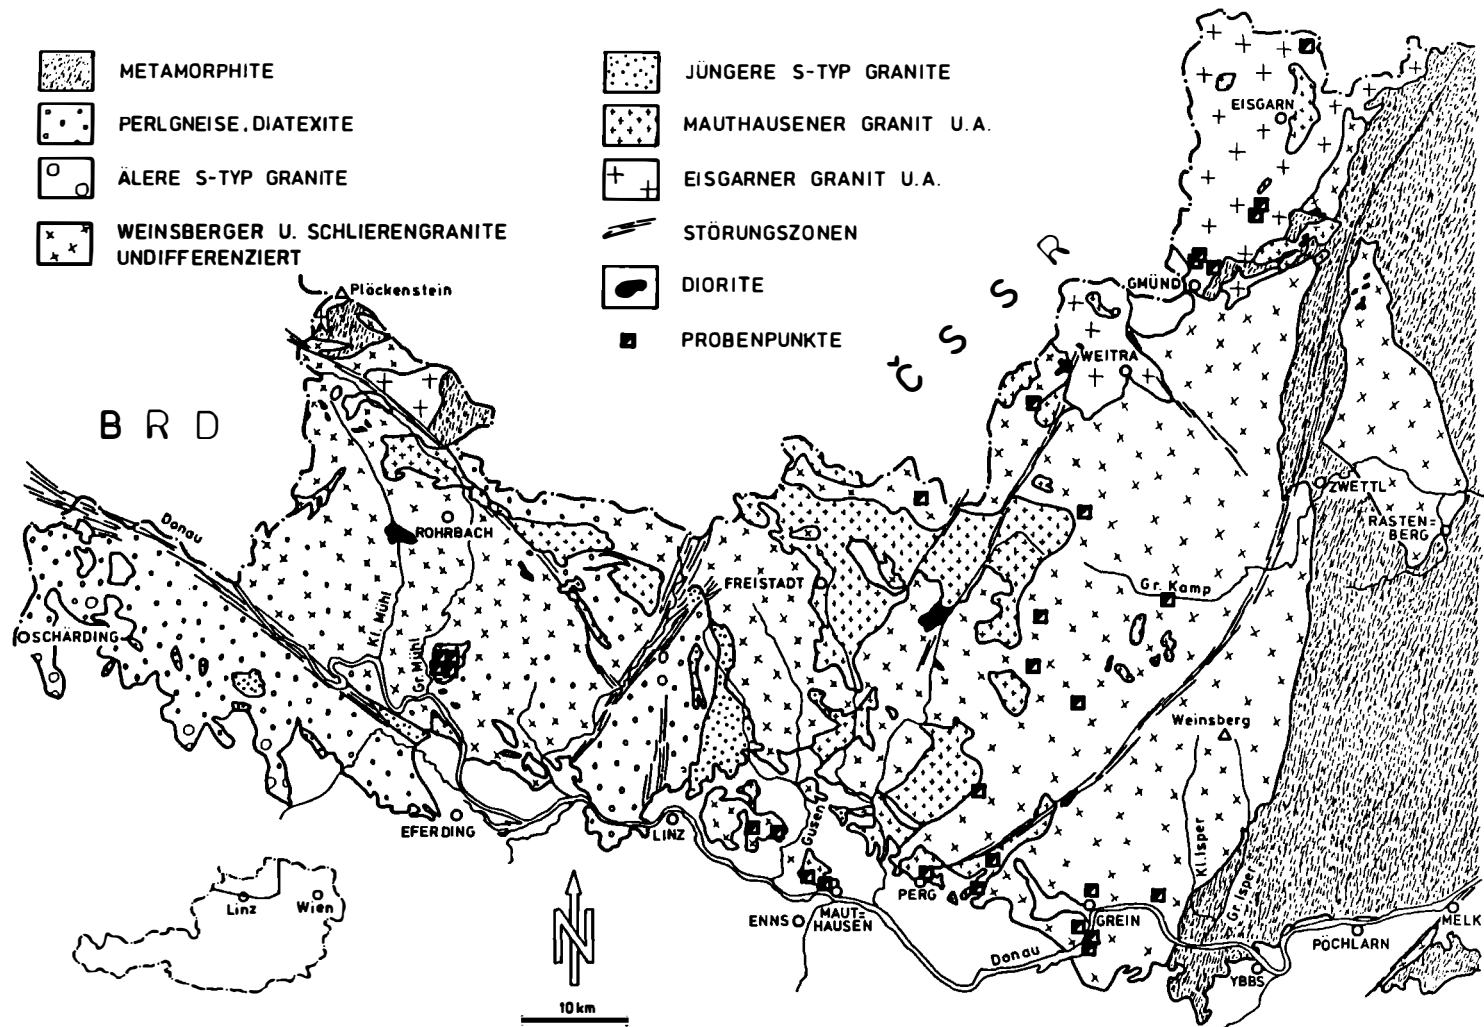 METAMORPHITE
PERLGNEISE, DIATEXITE
ÄLERE S-TYP GRANITE
WEINSBERGER U. SCHLIERENGRANITE
UNDIFFERENZIERT
JÜNGERE S-TYP GRANITE
MAUTHAUSENER GRANIT U.A.
EISGARNER GRANIT U.A.
STÖRUNGSZONEN
DIORITE
PROBENPUNKTE
EISGARN
ČSSR
GMÜND
Plöckenstein
WEITRA
BRD
ZWETTL
RASTEN=
BERG
Donau
ROHRBACH
FREISTADT
Gr. Kamp
Kl. Mühl
Gr. Mühl
SCHÄRDING
Weinsberg
EFERDING
LINZ
Gusen
Kl. Isper
Gr. Isper
PERG
MAUT=
HAUSEN
ENNS
GREIN
MELK
PÖCHLARN
Donau
YBBS
Linz
Wien
N
10 km